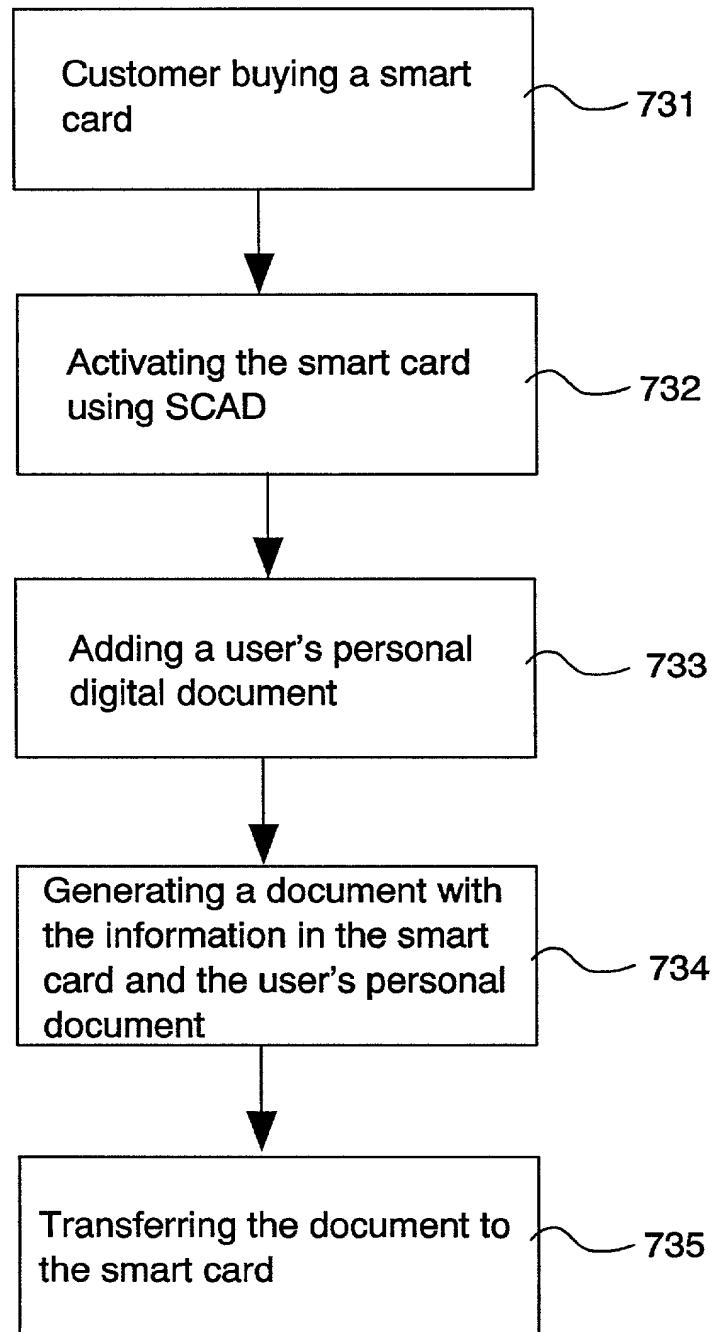 Customer buying a smart
card
731
Activating the smart card
using SCAD
732
Adding a user's personal
digital document
733
Generating a document with
the information in the smart
card and the user's personal
document
734
Transferring the document to
the smart card
735